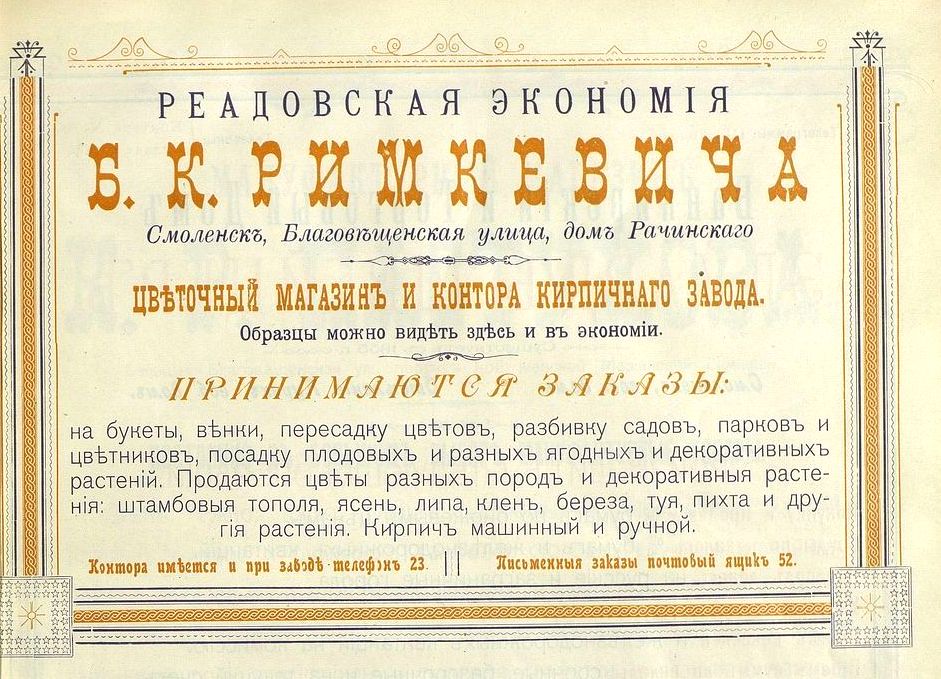 РЕАДОВСКАЯ ЭКОНОМІЯ
Б. К. РИМКЕВИЧА
Смоленскъ, Благовѣщенская улица, домъ Рачинскаго
ЦВѢТОЧНЫЙ МАГАЗИНЪ И КОНТОРА КИРПИЧНАГО ЗАВОДА.
Образцы можно видѣть здѣсь и въ экономіи.
ПРИНИМАЮТСЯ ЗАКАЗЫ:
на букеты, вѣнки, пересадку цвѣтовъ, разбивку садовъ, парковъ и
цвѣтниковъ, посадку плодовыхъ и разныхъ ягодныхъ и декоративныхъ
растеній. Продаются цвѣты разныхъ породъ и декоративныя расте-
нія: штамбовыя тополя, ясень, липа, кленъ, береза, туя, пихта и дру-
гія растенія. Кирпичъ машинный и ручной.
Контора имѣется и при заводѣ-телефонъ 23.
Письменныя заказы почтовый ящикъ 52.